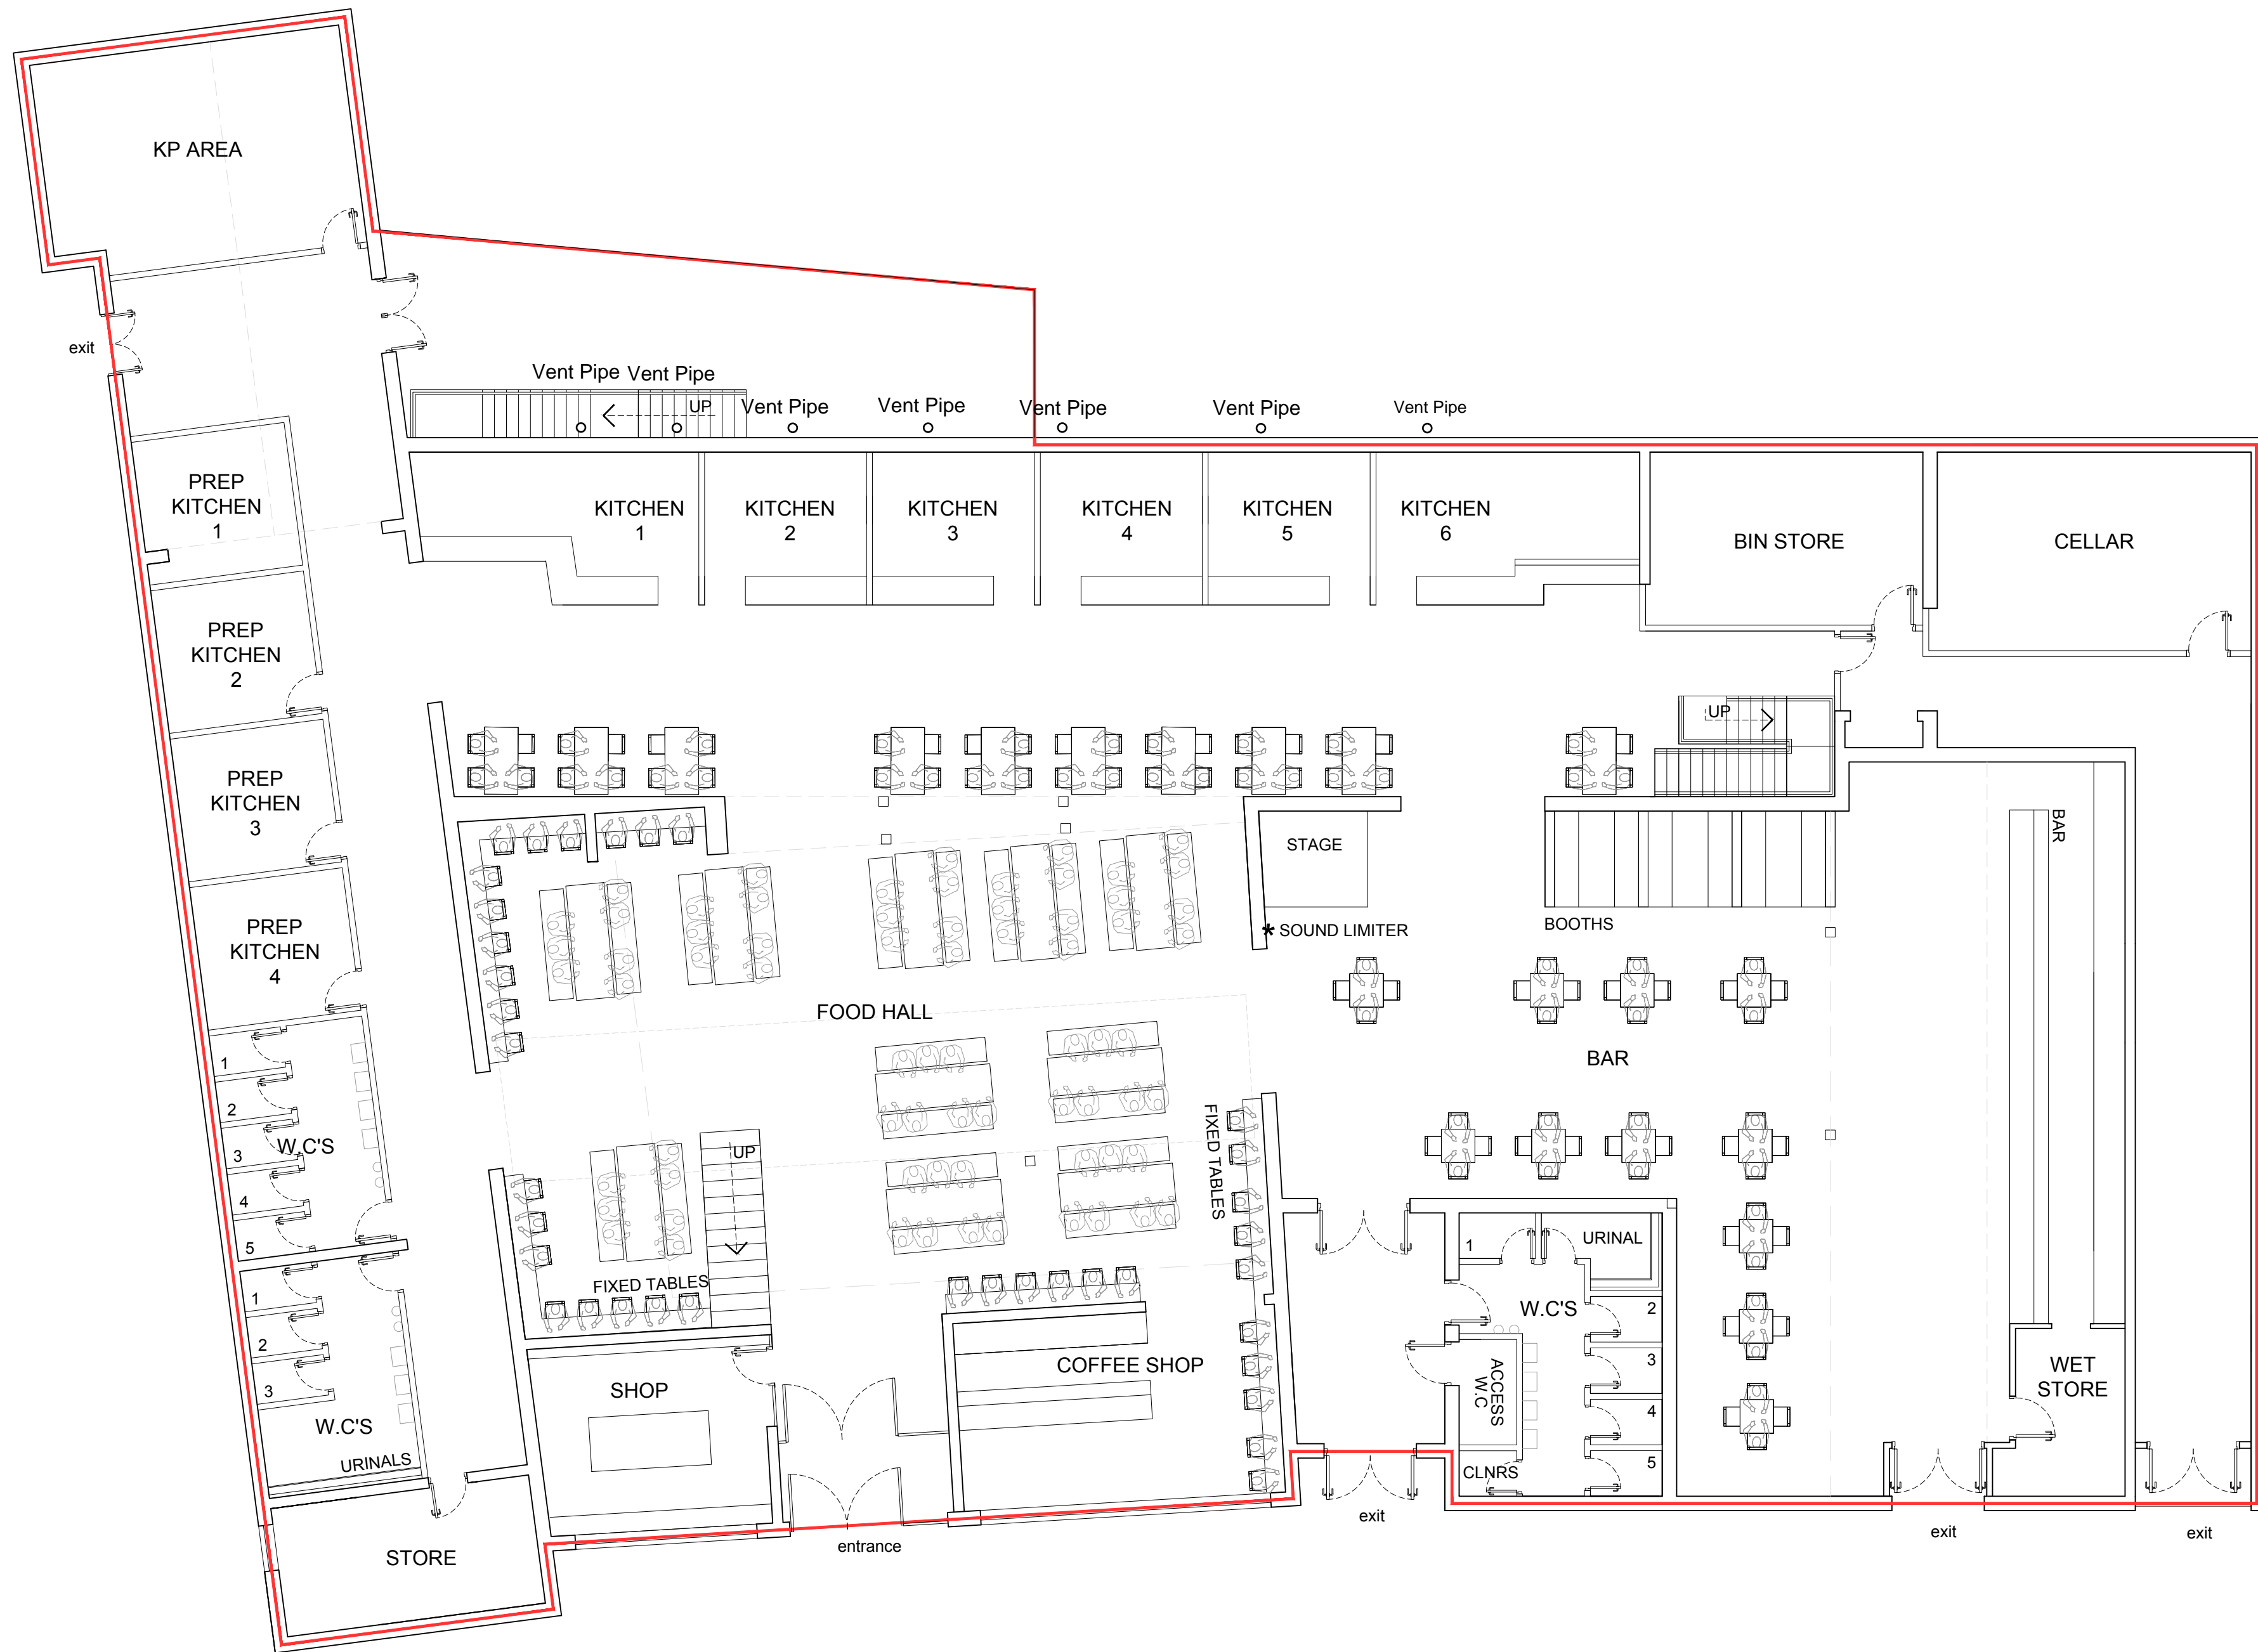 KP AREA
exit
Vent Pipe
Vent Pipe
UP
Vent Pipe
Vent Pipe
Vent Pipe
Vent Pipe
Vent Pipe
PREP
KITCHEN
1
KITCHEN
1
KITCHEN
2
KITCHEN
3
KITCHEN
4
KITCHEN
5
KITCHEN
6
BIN STORE
CELLAR
PREP
KITCHEN
2
UP
PREP
KITCHEN
3
BAR
STAGE
PREP
KITCHEN
4
* SOUND LIMITER
BOOTHS
FOOD HALL
BAR
1
2
3
4
5
W.C'S
UP
FIXED TABLES
FIXED TABLES
1
URINAL
W.C'S
2
3
4
5
ACCESS
W.C
CLNRS
1
2
3
W.C'S
URINALS
SHOP
COFFEE SHOP
WET
STORE
STORE
entrance
exit
exit
exit